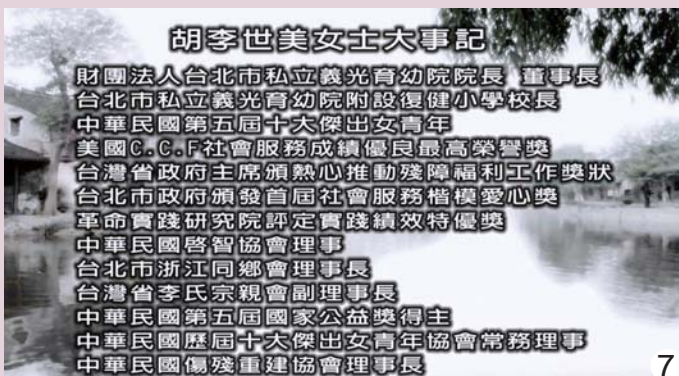 胡李世美女士大事記
財團法人台北市私立義光育幼院院長 董事長
台北市私立義光育幼院附設復健小學校長
中華民國第五屆十大傑出女青年
美國C.C.F社會服務成績優良最高榮譽獎
台灣省政府主席頒熱心推動殘障福利工作獎狀
台北市政府頒發首屆社會服務楷模愛心獎
革命實踐研究院評定實踐績效特優獎
中華民國啓智協會理事
台北市浙江同鄉會理事長
台灣省李氏宗親會副理事長
中華民國第五屆國家公益獎得主
中華民國歷屆十大傑出女青年協會常務理事
中華民國傷殘重建協會理事長
7